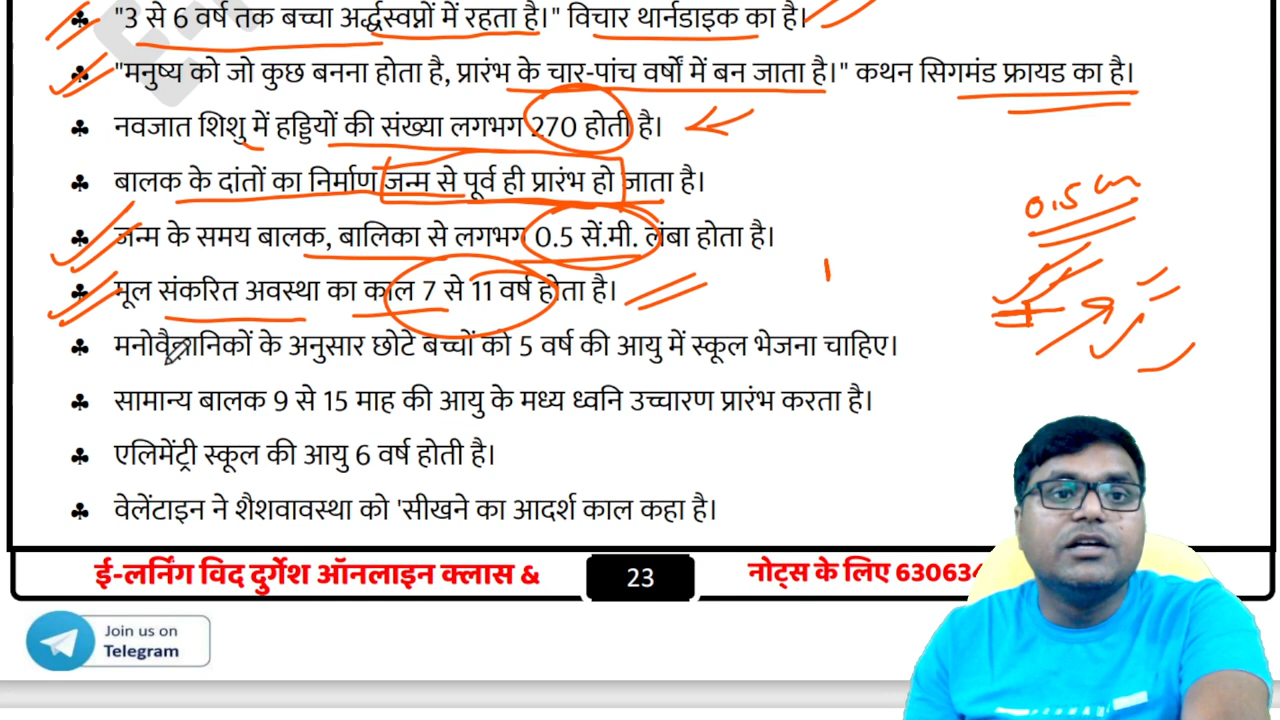 ♣ "3 से 6 वर्ष तक बच्चा अर्द्धस्वप्नों में रहता है।" विचार थार्नडाइक का है।
♣ "मनुष्य को जो कुछ बनना होता है, प्रारंभ के चार-पांच वर्षों में बन जाता है।" कथन सिगमंड फ्रायड का है।
♣ नवजात शिशु में हड्डियों की संख्या लगभग 270 होती है।
♣ बालक के दांतों का निर्माण जन्म से पूर्व ही प्रारंभ हो जाता है।
0.5 cm
♣ जन्म के समय बालक, बालिका से लगभग 0.5 सें.मी. लंबा होता है।
♣ मूल संकरित अवस्था का काल 7 से 11 वर्ष होता है।
♣ मनोवैज्ञानिकों के अनुसार छोटे बच्चों को 5 वर्ष की आयु में स्कूल भेजना चाहिए।
♣ सामान्य बालक 9 से 15 माह की आयु के मध्य ध्वनि उच्चारण प्रारंभ करता है।
♣ एलिमेंट्री स्कूल की आयु 6 वर्ष होती है।
♣ वेलेंटाइन ने शैशवावस्था को 'सीखने का आदर्श काल कहा है।
ई-लर्निंग विद दुर्गेश ऑनलाइन क्लास & 23 नोट्स के लिए 63063
Join us on
Telegram